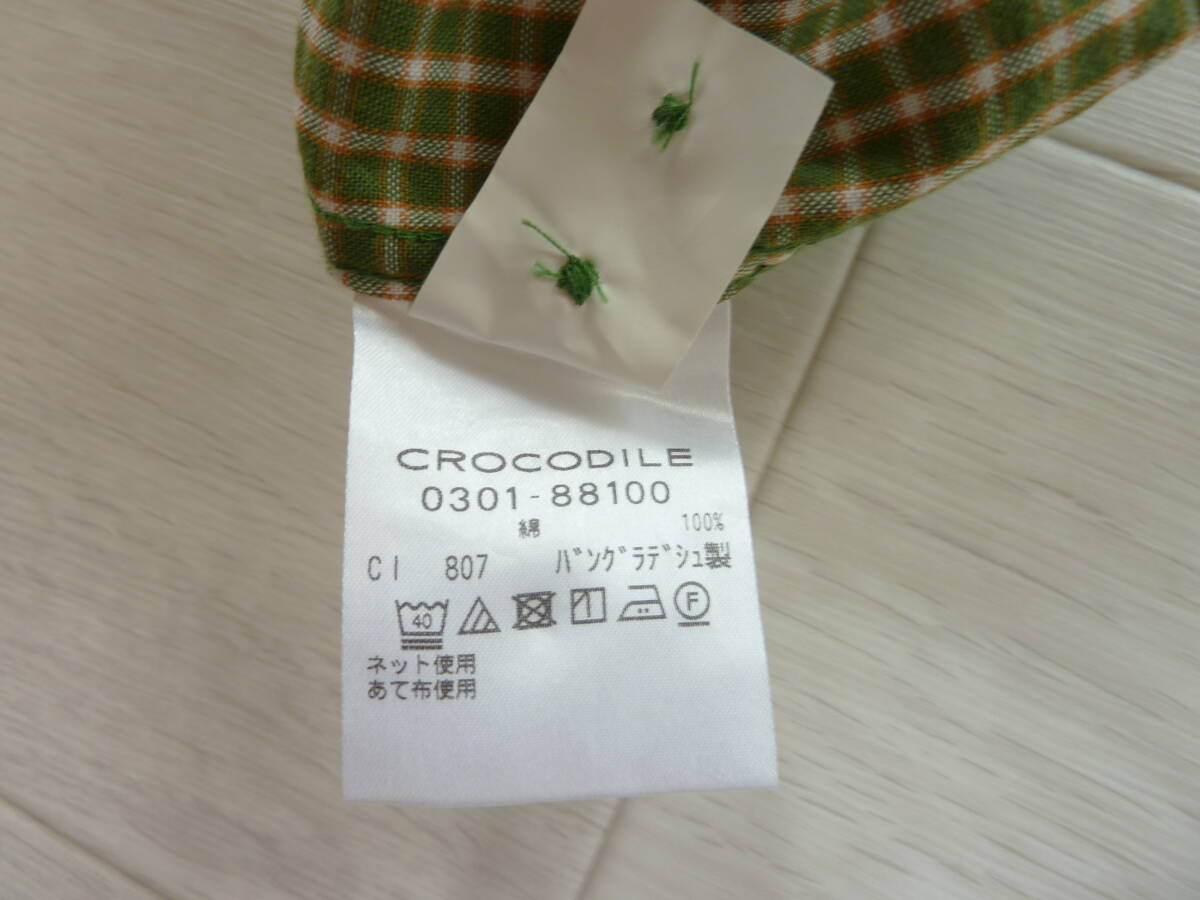 CROCODILE
0301-88100
綿 100%
CI 807 バングラデシュ製
40 F
ネット使用
あて布使用